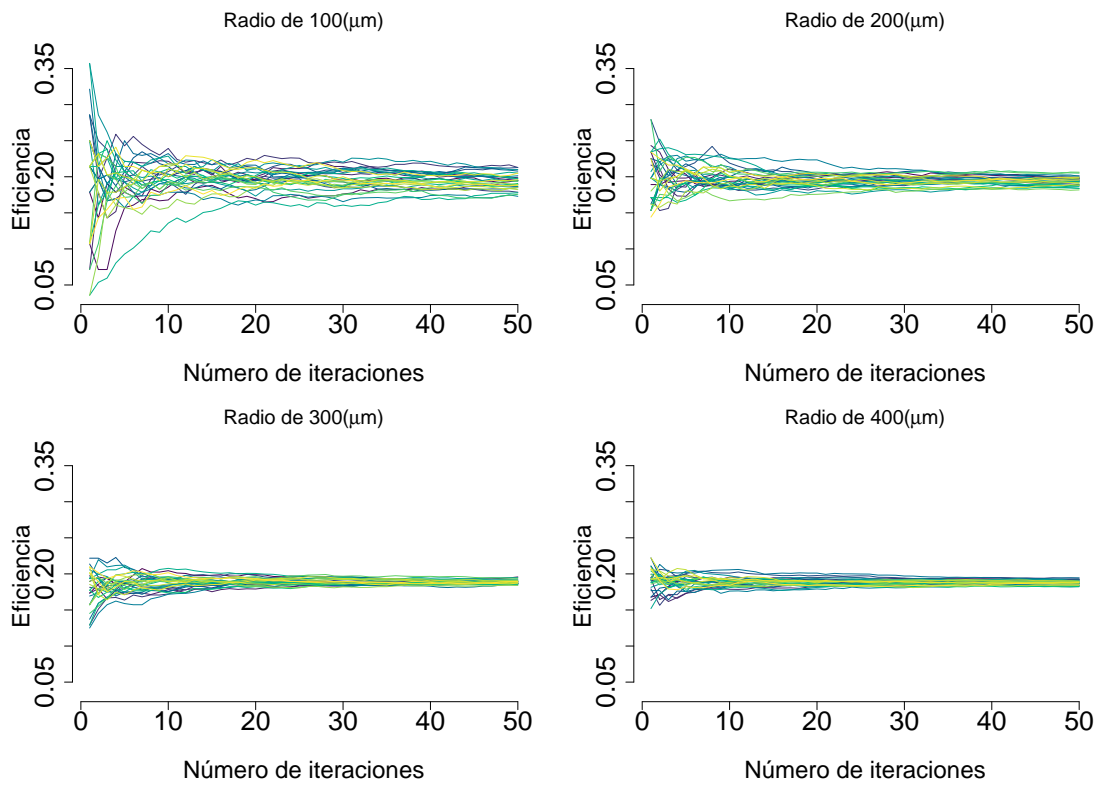 Radio de 100(μm)
Eficiencia
0.05 0.20 0.35
0 10 20 30 40 50
Número de iteraciones
Radio de 200(μm)
Eficiencia
0.05 0.20 0.35
0 10 20 30 40 50
Número de iteraciones
Radio de 300(μm)
Eficiencia
0.05 0.20 0.35
0 10 20 30 40 50
Número de iteraciones
Radio de 400(μm)
Eficiencia
0.05 0.20 0.35
0 10 20 30 40 50
Número de iteraciones